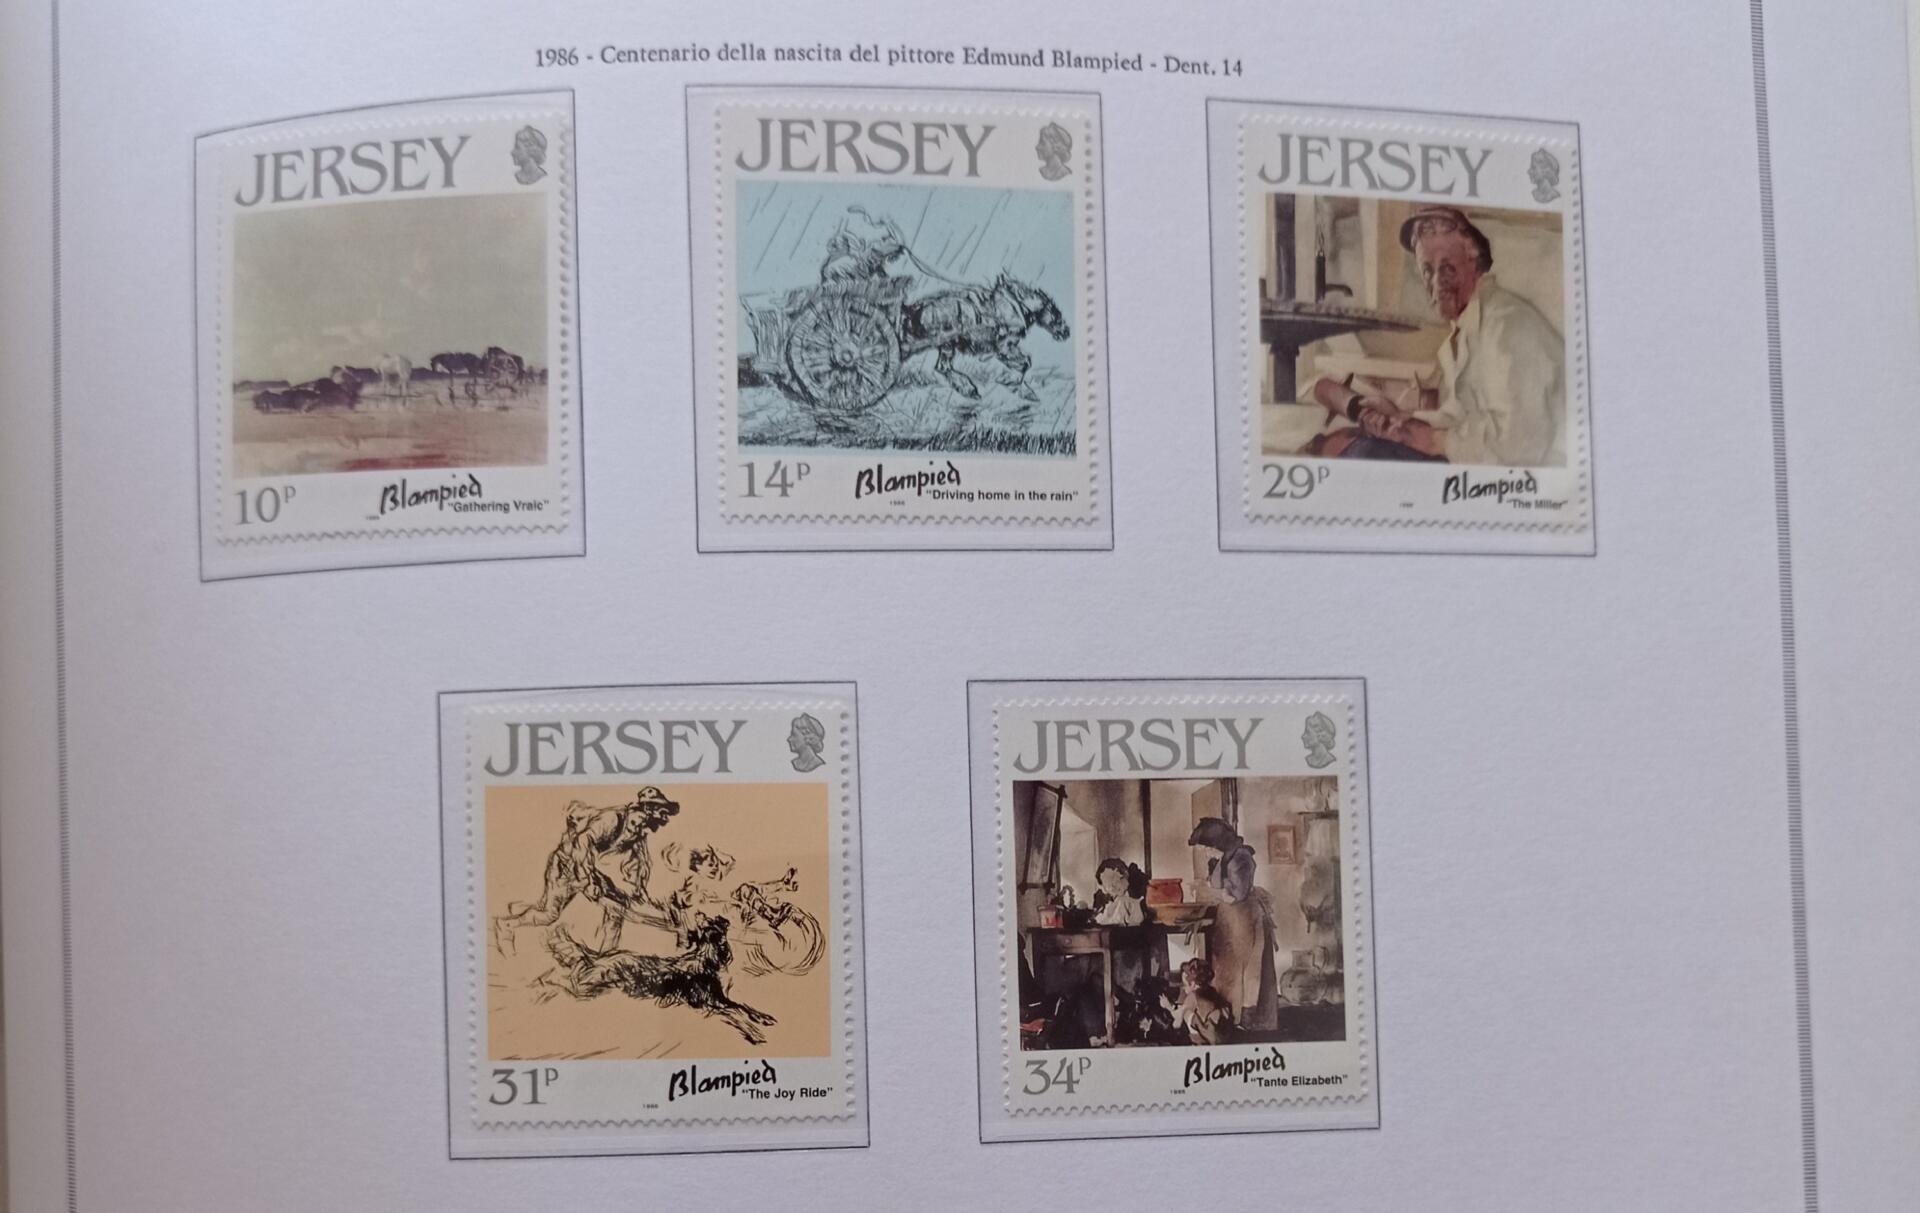 1986 - Centenario della nascita del pittore Edmund Blampied - Dent. 14
JERSEY
10P
Blampied
"Gathering Vraic"
JERSEY
14P
Blampied
1986
"Driving home in the rain"
JERSEY
29P
Blampied
"The Miller"
JERSEY
31P
Blampied
1986
"The Joy Ride"
JERSEY
34P
Blampied
1986
"Tante Elizabeth"